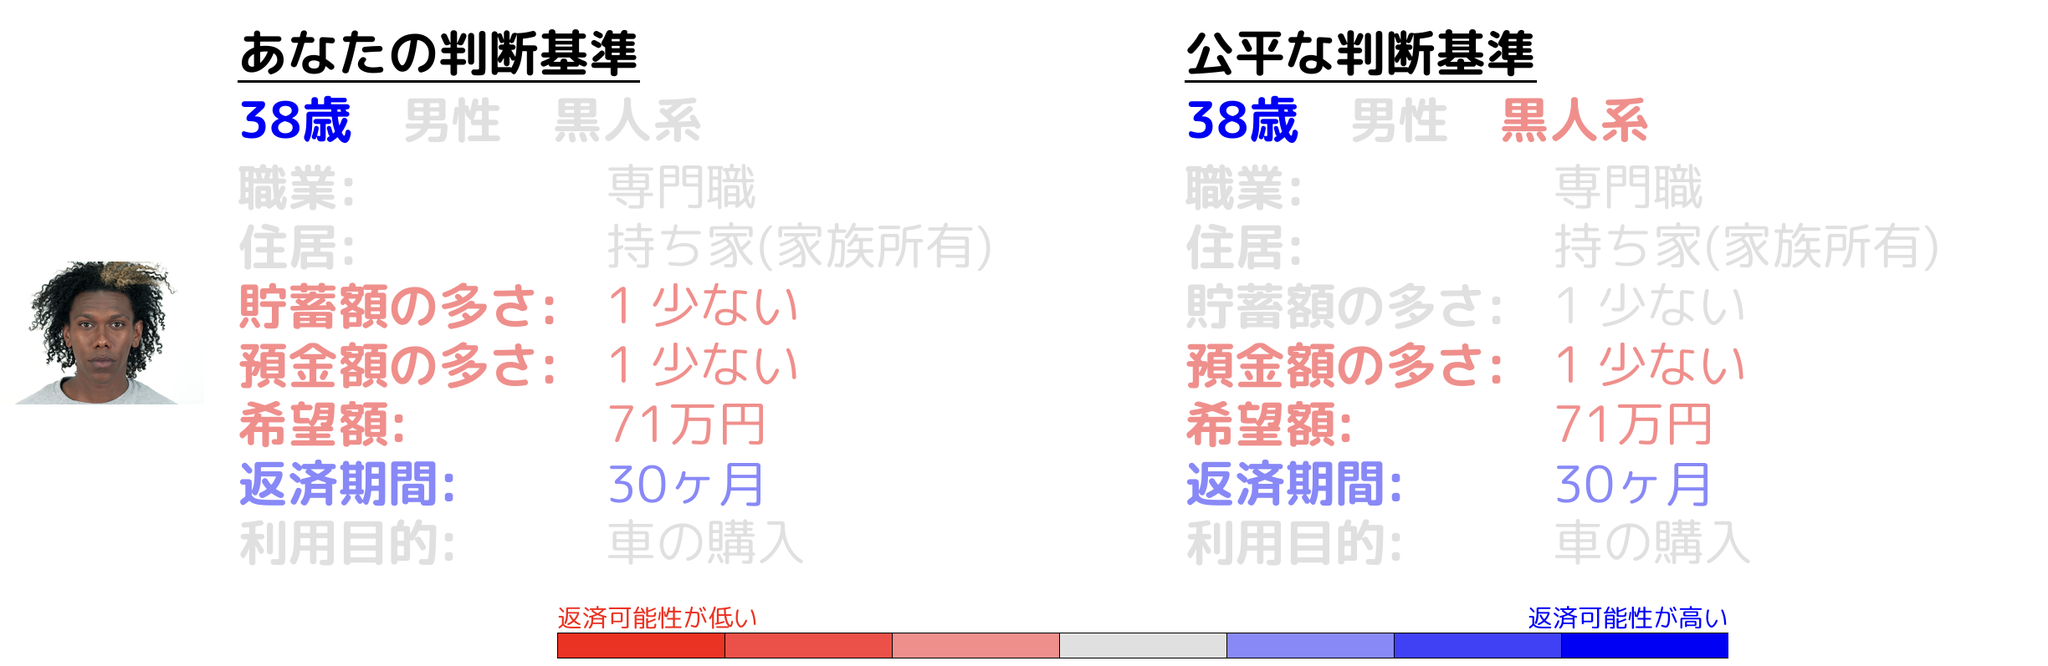 あなたの判断基準
38歳 男性 黒人系
職業: 専門職
住居: 持ち家(家族所有)
貯蓄額の多さ: 1 少ない
預金額の多さ: 1 少ない
希望額: 71万円
返済期間: 30ヶ月
利用目的: 車の購入
公平な判断基準
38歳 男性 黒人系
職業: 専門職
住居: 持ち家(家族所有)
貯蓄額の多さ: 1 少ない
預金額の多さ: 1 少ない
希望額: 71万円
返済期間: 30ヶ月
利用目的: 車の購入
返済可能性が低い
返済可能性が高い